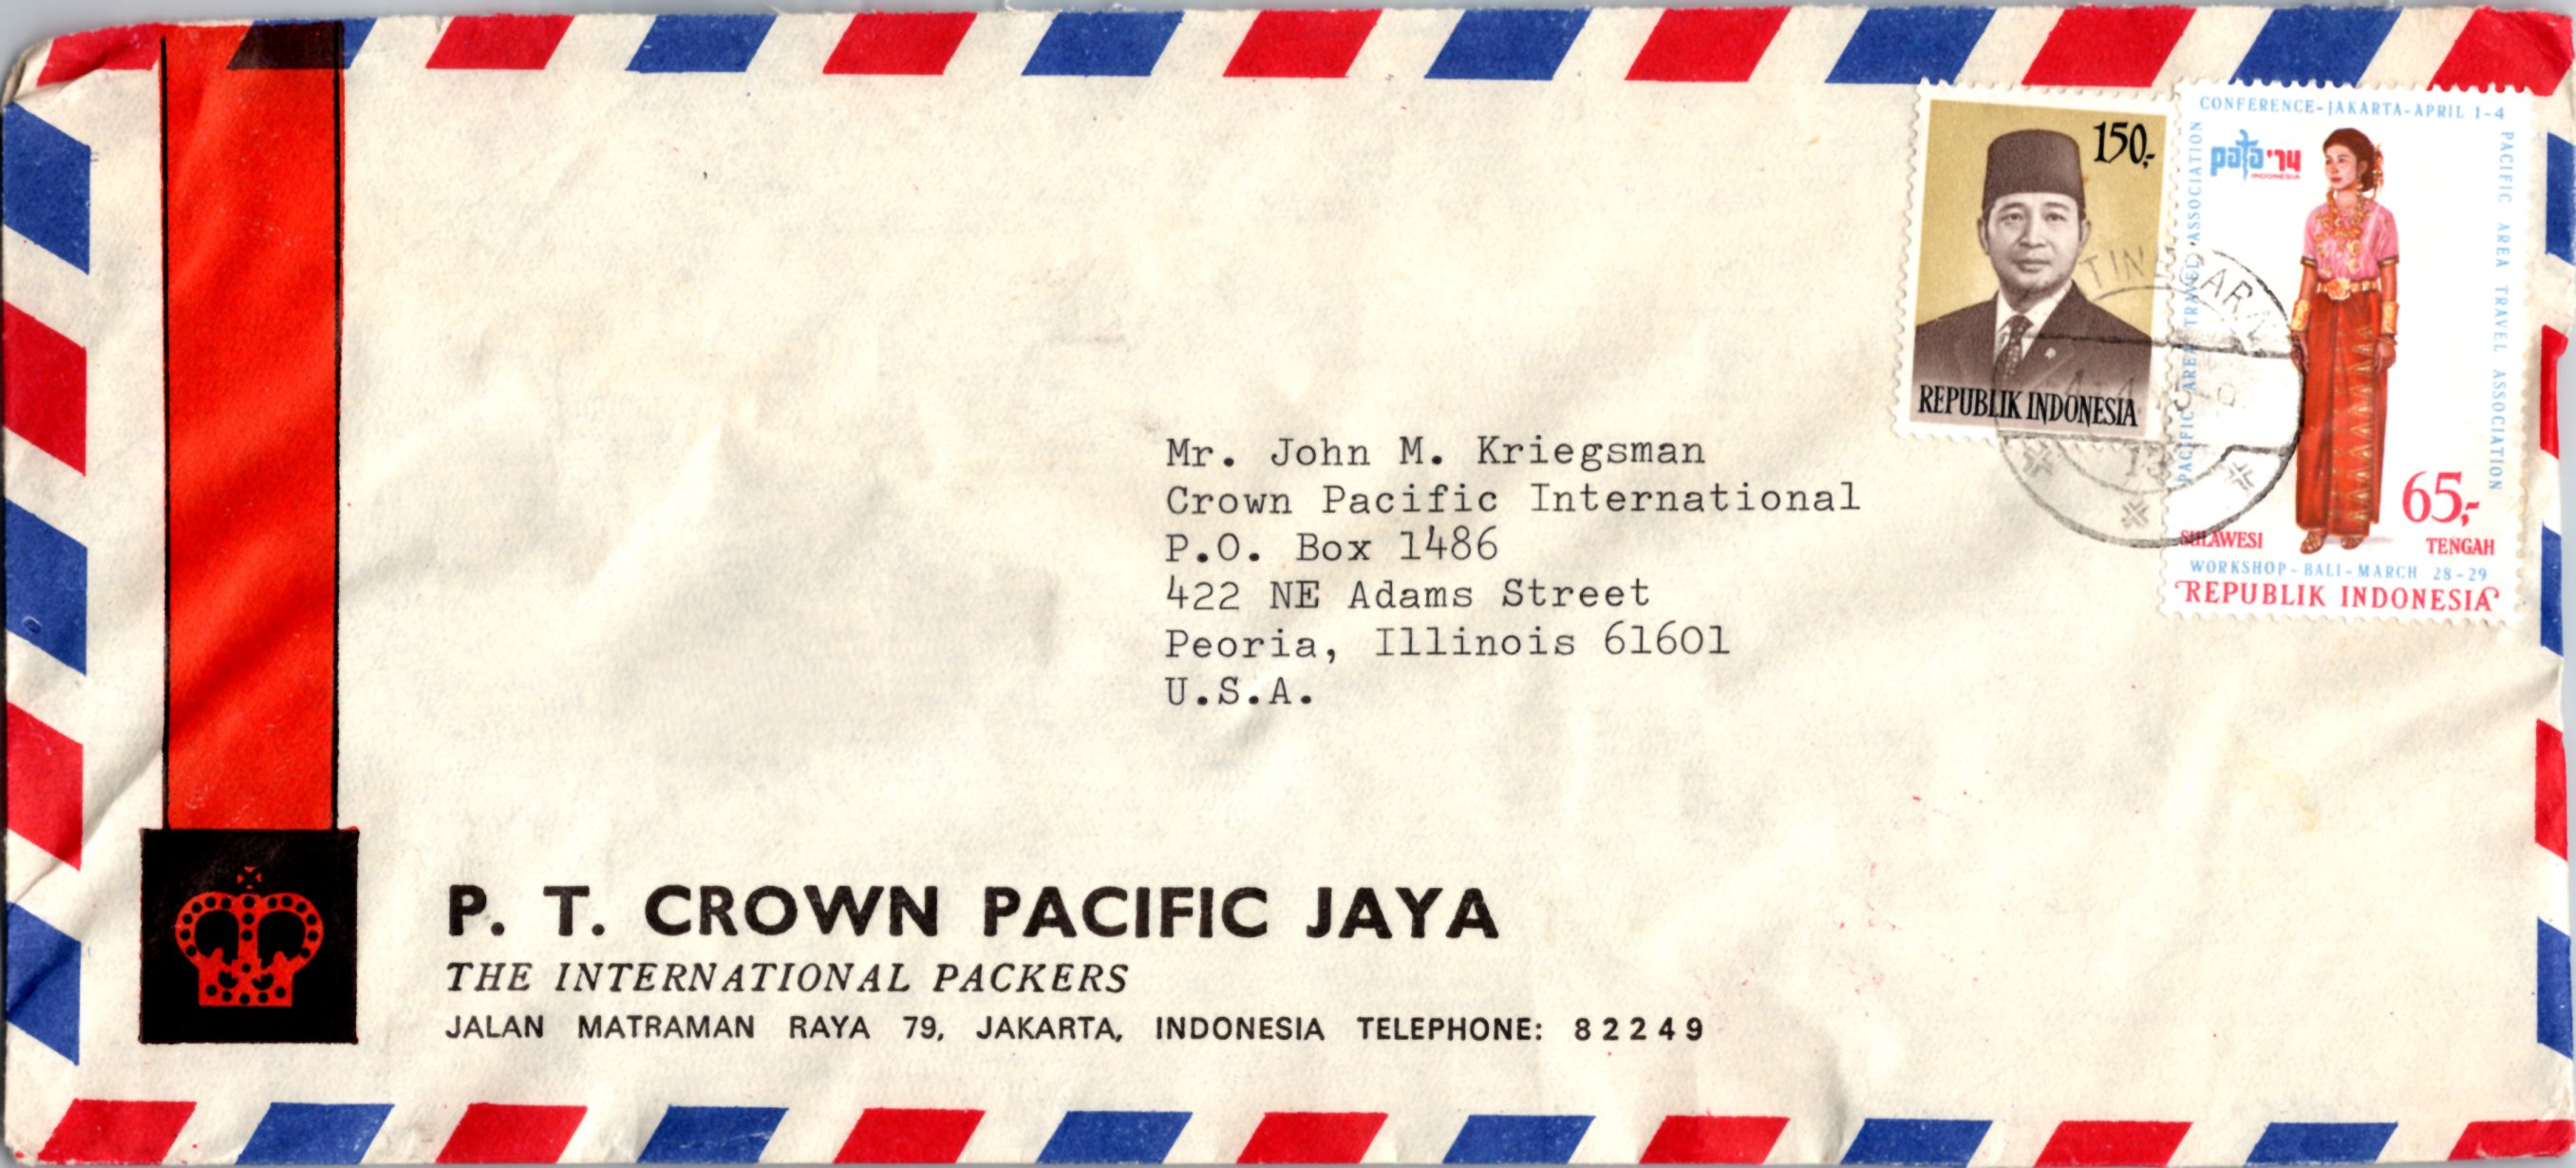 150,-
REPUBLIK INDONESIA
CONFERENCE-JAKARTA-APRIL 1-4
PACIFIC AREA TRAVEL ASSOCIATION
pata '74
INDONESIA
PACIFIC AREA TRAVEL ASSOCIATION
65,-
SULAWESI TENGAH
WORKSHOP-BALI-MARCH 28-29
REPUBLIK INDONESIA
Mr. John M. Kriegsman
Crown Pacific International
P.O. Box 1486
422 NE Adams Street
Peoria, Illinois 61601
U.S.A.
P. T. CROWN PACIFIC JAYA
THE INTERNATIONAL PACKERS
JALAN MATRAMAN RAYA 79, JAKARTA, INDONESIA TELEPHONE: 82249